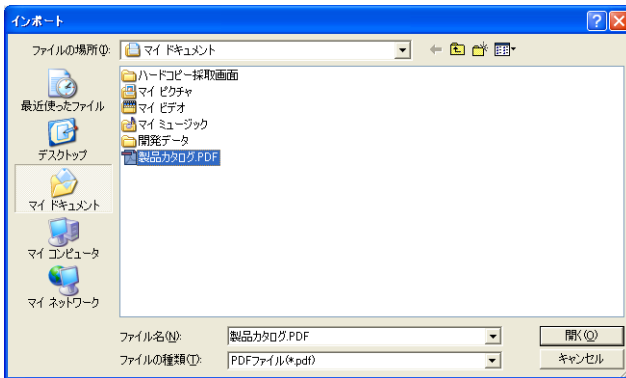 インポート
ファイルの場所(I):
マイ ドキュメント
最近使ったファイル
デスクトップ
マイ ドキュメント
マイ コンピュータ
マイ ネットワーク
ハードコピー採取画面
マイ ピクチャ
マイ ビデオ
マイ ミュージック
開発データ
製品カタログ.PDF
ファイル名(N):
製品カタログ.PDF
開く(O)
ファイルの種類(T):
PDFファイル(*.pdf)
キャンセル